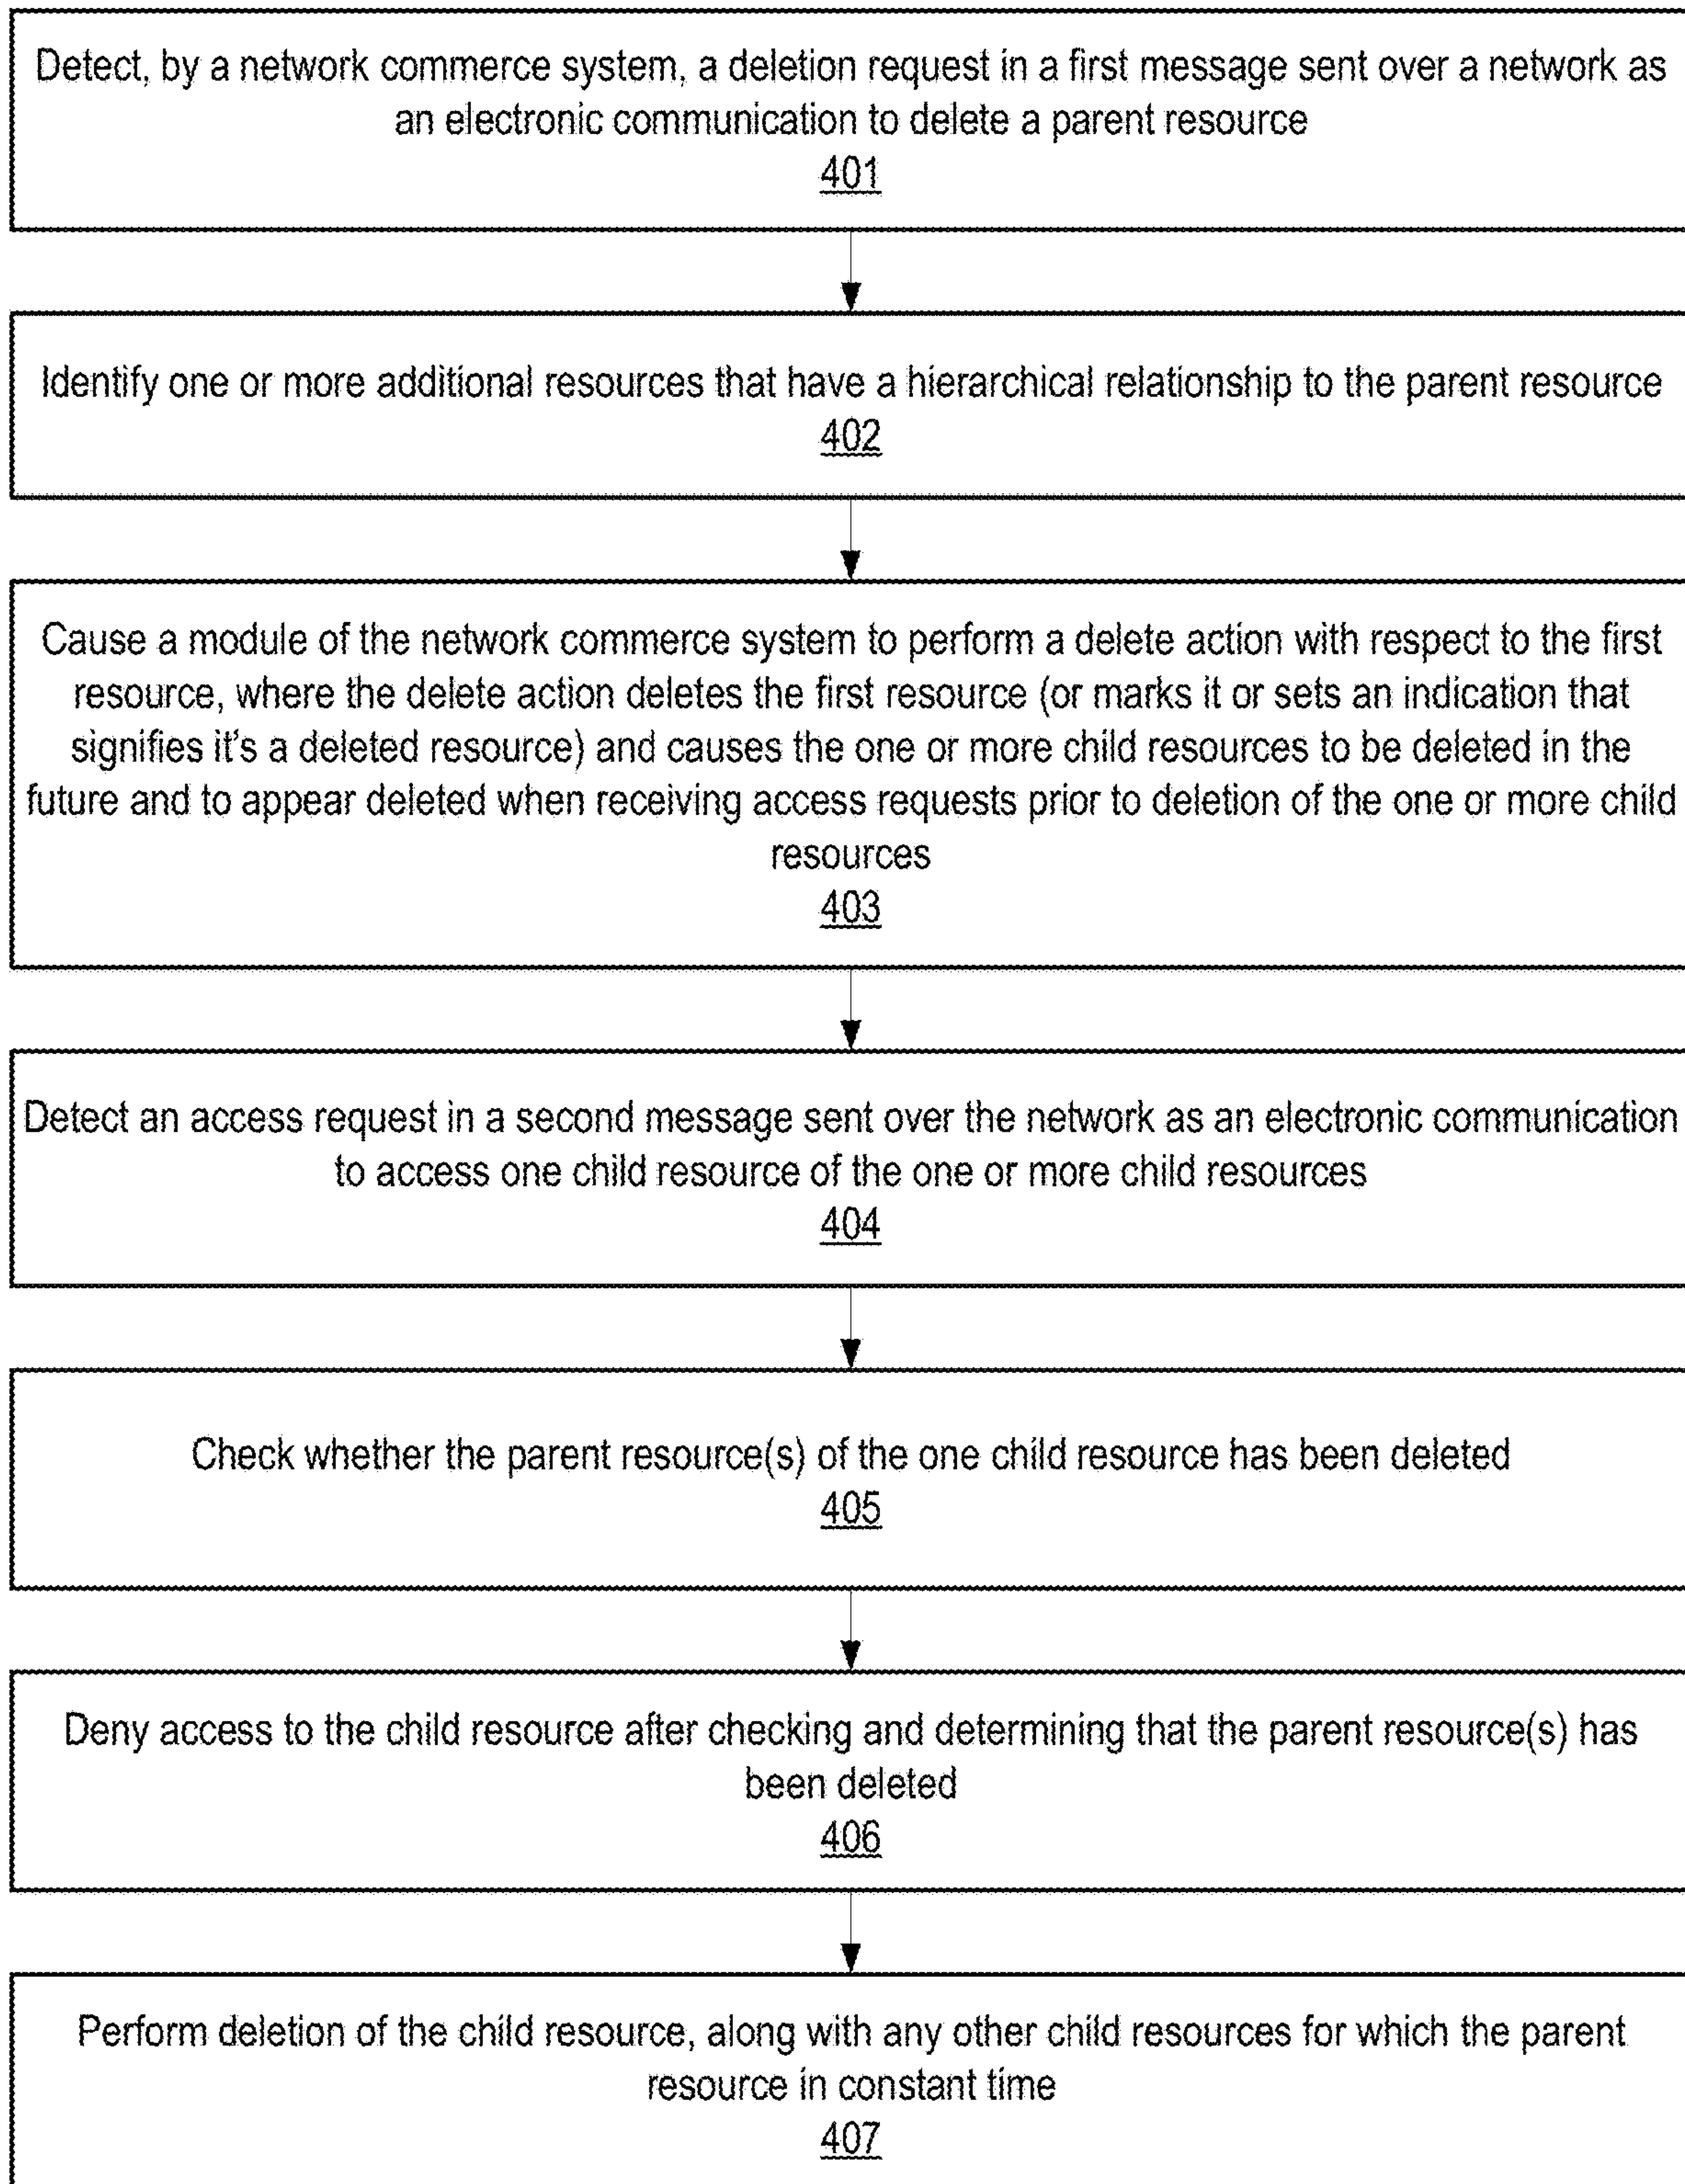 Detect, by a network commerce system, a deletion request in a first message sent over a network as
an electronic communication to delete a parent resource
401
Identify one or more additional resources that have a hierarchical relationship to the parent resource
402
Cause a module of the network commerce system to perform a delete action with respect to the first
resource, where the delete action deletes the first resource (or marks it or sets an indication that
signifies it's a deleted resource) and causes the one or more child resources to be deleted in the
future and to appear deleted when receiving access requests prior to deletion of the one or more child
resources
403
Detect an access request in a second message sent over the network as an electronic communication
to access one child resource of the one or more child resources
404
Check whether the parent resource(s) of the one child resource has been deleted
405
Deny access to the child resource after checking and determining that the parent resource(s) has
been deleted
406
Perform deletion of the child resource, along with any other child resources for which the parent
resource in constant time
407